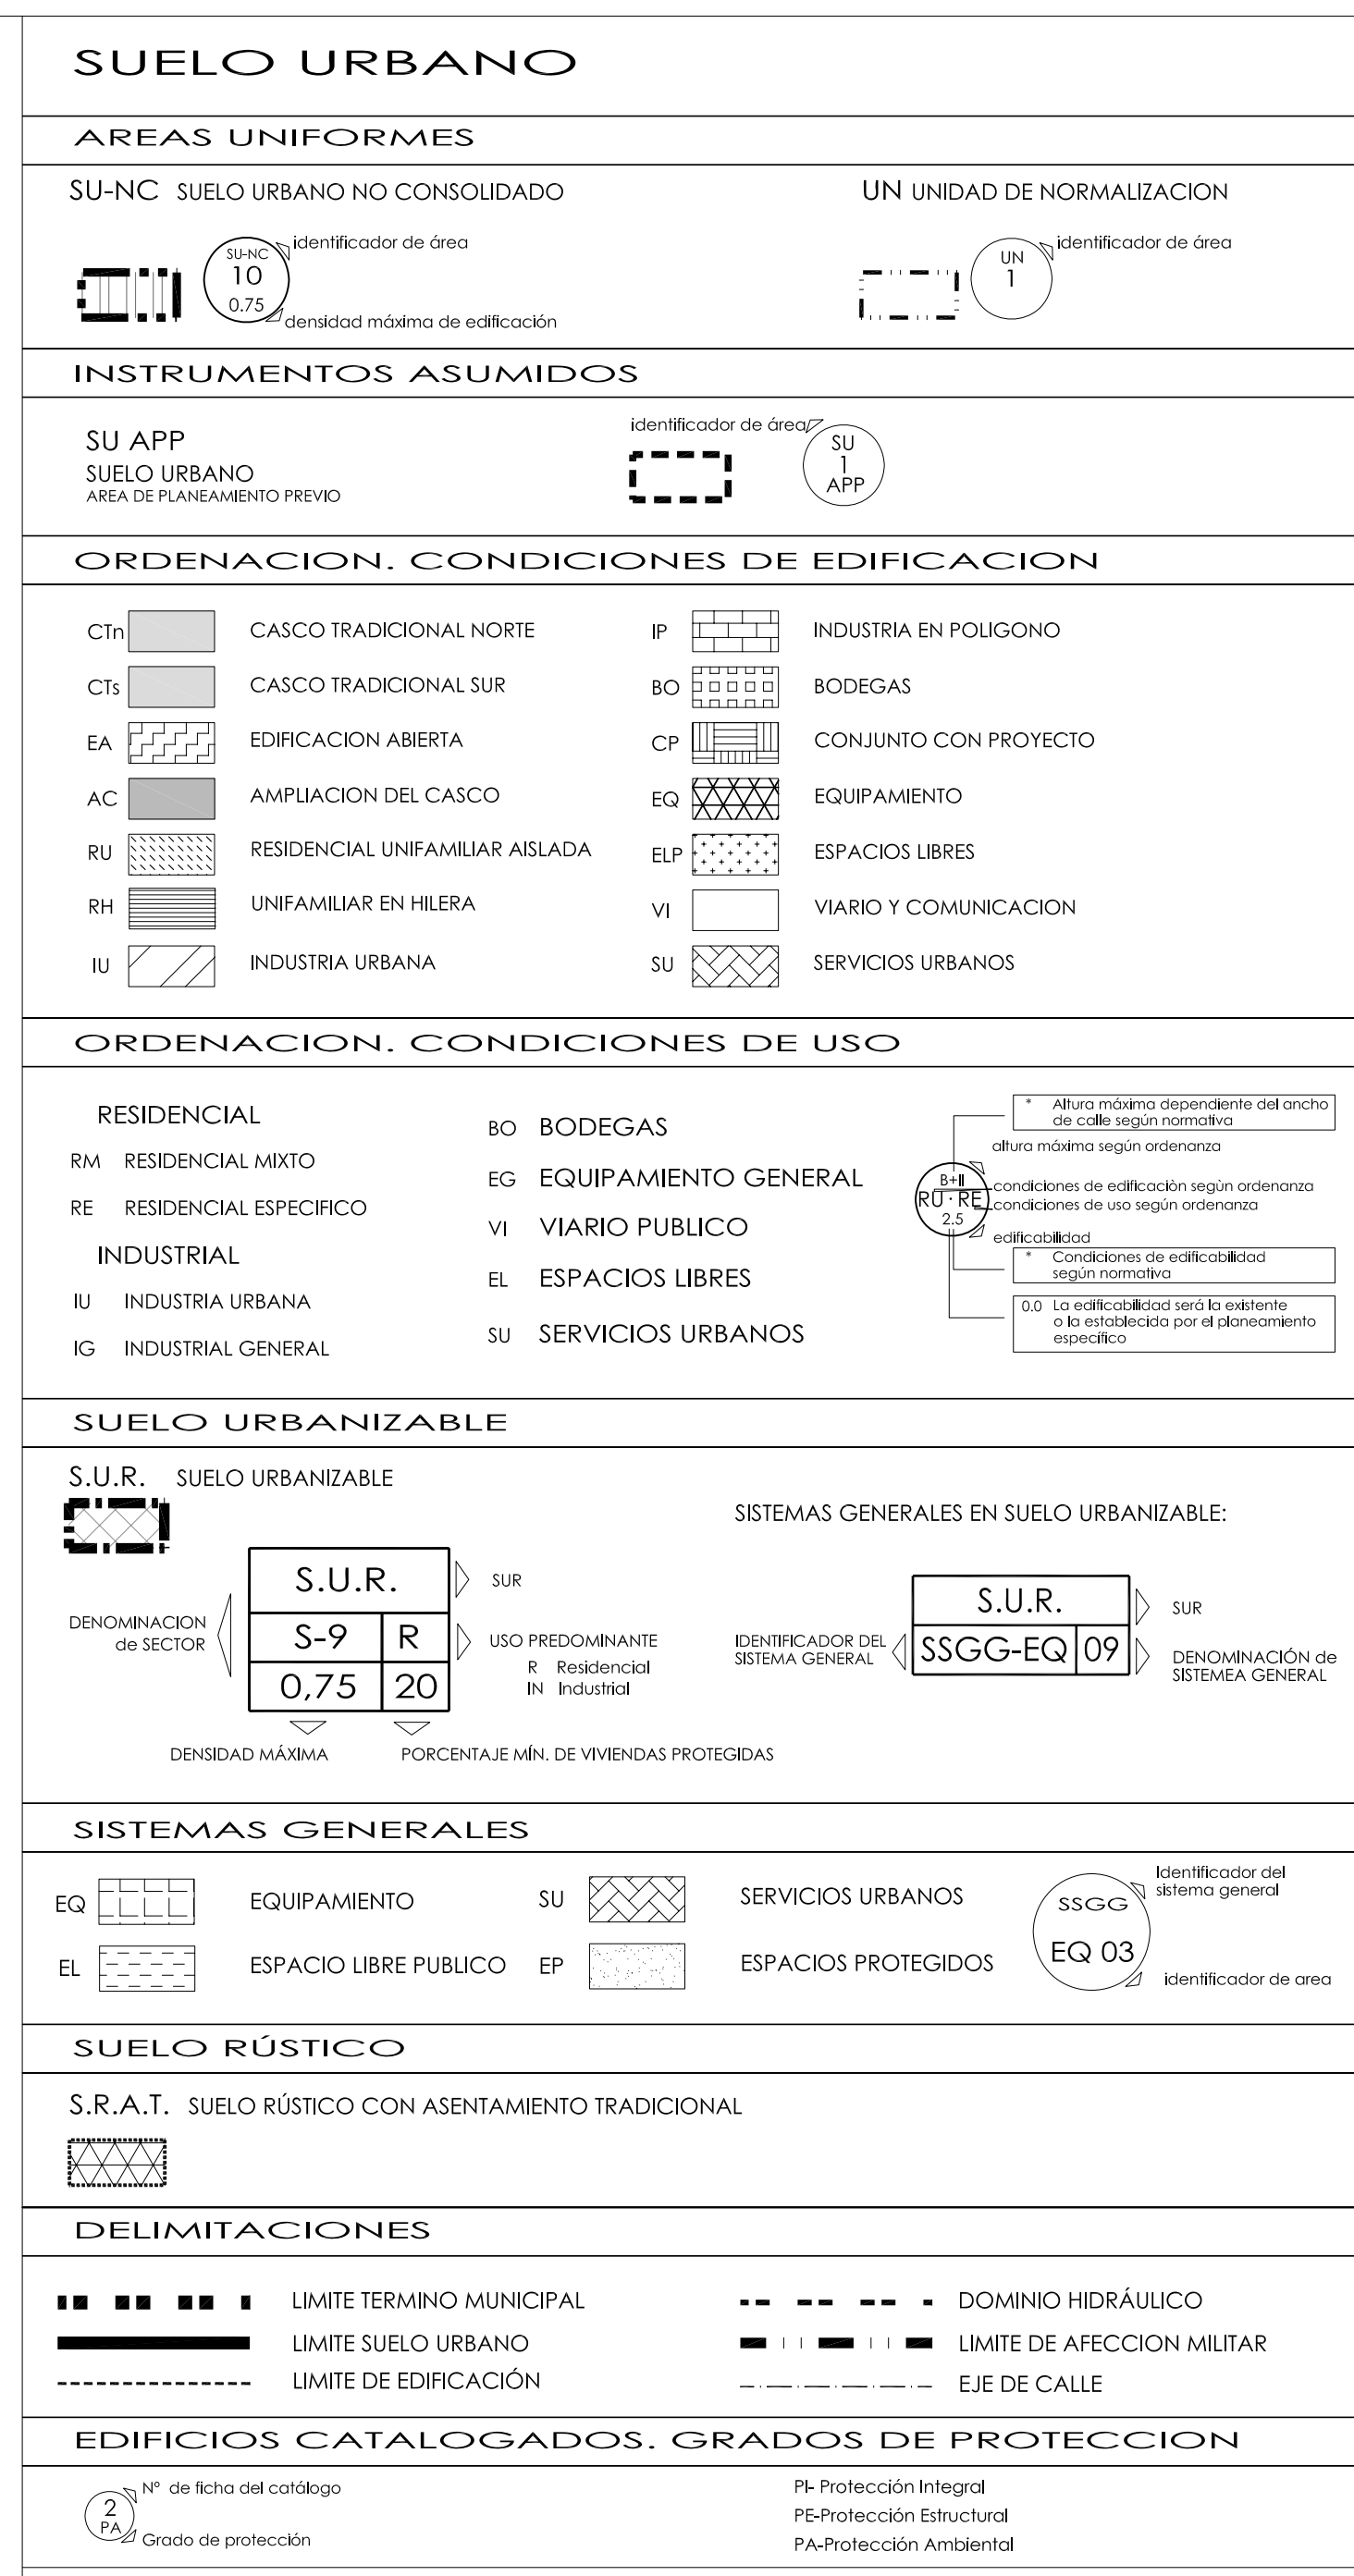 SUELO URBANO
AREAS UNIFORMES
SU-NC SUELO URBANO NO CONSOLIDADO
SU-NC
10
0.75
identificador de área
densidad máxima de edificación
UN UNIDAD DE NORMALIZACION
UN
1
identificador de área
INSTRUMENTOS ASUMIDOS
SU APP
SUELO URBANO
AREA DE PLANEAMIENTO PREVIO
identificador de área
SU
1
APP
ORDENACION. CONDICIONES DE EDIFICACION
CTn CASCO TRADICIONAL NORTE
CTs CASCO TRADICIONAL SUR
EA EDIFICACION ABIERTA
AC AMPLIACION DEL CASCO
RU RESIDENCIAL UNIFAMILIAR AISLADA
RH UNIFAMILIAR EN HILERA
IU INDUSTRIA URBANA
IP INDUSTRIA EN POLIGONO
BO BODEGAS
CP CONJUNTO CON PROYECTO
EQ EQUIPAMIENTO
ELP ESPACIOS LIBRES
VI VIARIO Y COMUNICACION
SU SERVICIOS URBANOS
ORDENACION. CONDICIONES DE USO
RESIDENCIAL
RM RESIDENCIAL MIXTO
RE RESIDENCIAL ESPECIFICO
INDUSTRIAL
IU INDUSTRIA URBANA
IG INDUSTRIAL GENERAL
BO BODEGAS
EG EQUIPAMIENTO GENERAL
VI VIARIO PUBLICO
EL ESPACIOS LIBRES
SU SERVICIOS URBANOS
* Altura máxima dependiente del ancho
de calle según normativa
altura máxima según ordenanza
B+II
RU·RE
2.5
condiciones de edificaciòn segùn ordenanza
condiciones de uso según ordenanza
edificabilidad
* Condiciones de edificabilidad
según normativa
0.0 La edificabilidad será la existente
o la establecida por el planeamiento
específico
SUELO URBANIZABLE
S.U.R. SUELO URBANIZABLE
S.U.R.
S-9 R
0,75 20
SUR
DENOMINACION
de SECTOR
USO PREDOMINANTE
R Residencial
IN Industrial
DENSIDAD MÁXIMA
PORCENTAJE MÍN. DE VIVIENDAS PROTEGIDAS
SISTEMAS GENERALES EN SUELO URBANIZABLE:
S.U.R.
SSGG-EQ 09
SUR
IDENTIFICADOR DEL
SISTEMA GENERAL
DENOMINACIÓN de
SISTEMEA GENERAL
SISTEMAS GENERALES
EQ EQUIPAMIENTO
EL ESPACIO LIBRE PUBLICO
SU SERVICIOS URBANOS
EP ESPACIOS PROTEGIDOS
SSGG
EQ 03
Identificador del
sistema general
identificador de area
SUELO RÚSTICO
S.R.A.T. SUELO RÚSTICO CON ASENTAMIENTO TRADICIONAL
DELIMITACIONES
LIMITE TERMINO MUNICIPAL
LIMITE SUELO URBANO
LIMITE DE EDIFICACIÓN
DOMINIO HIDRÁULICO
LIMITE DE AFECCION MILITAR
EJE DE CALLE
EDIFICIOS CATALOGADOS. GRADOS DE PROTECCION
2
PA
Nº de ficha del catálogo
Grado de protección
PI- Protección Integral
PE-Protección Estructural
PA-Protección Ambiental